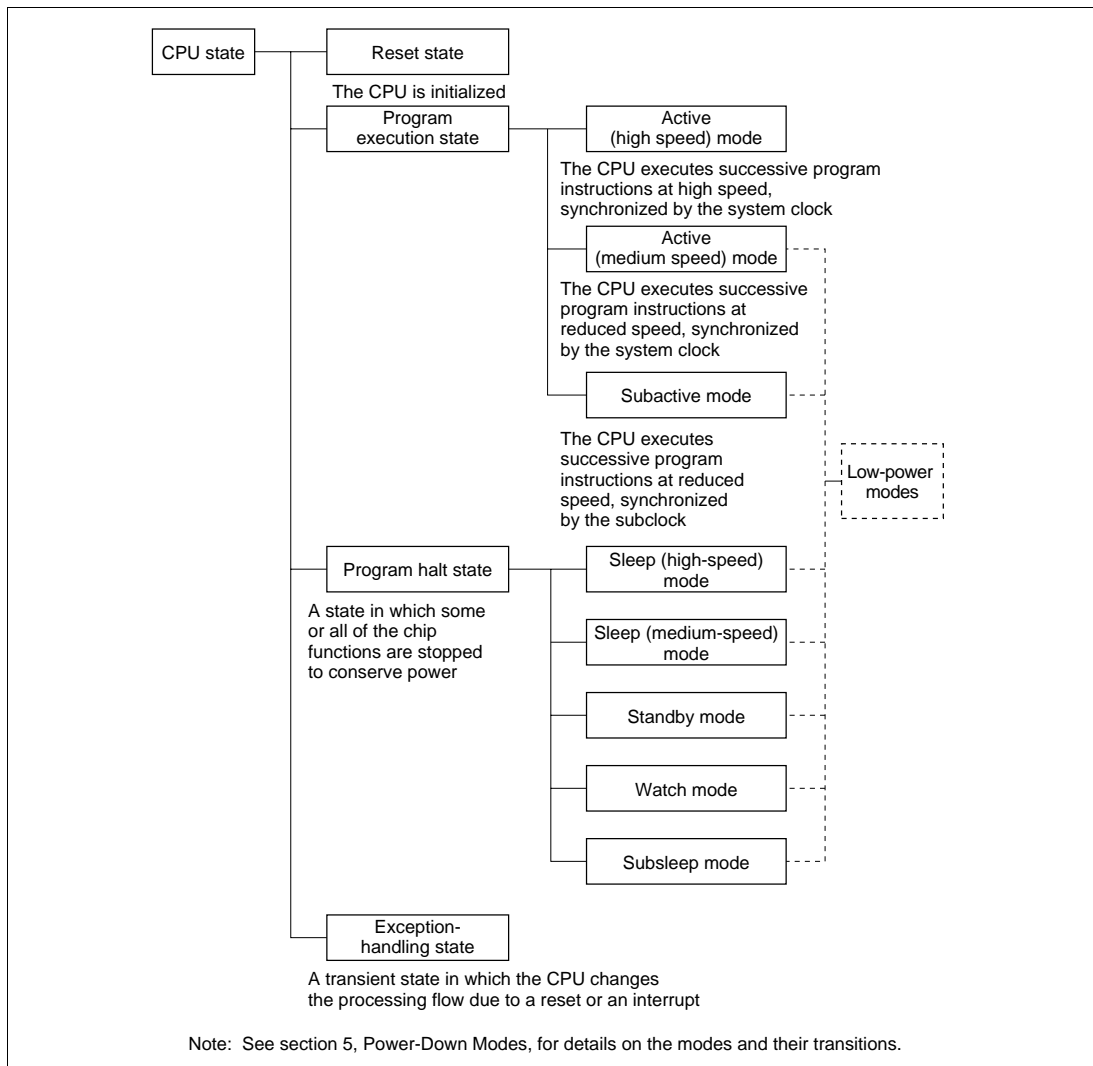 CPU state
Reset state
The CPU is initialized
Program
execution state
Active
(high speed) mode
The CPU executes successive program
instructions at high speed,
synchronized by the system clock
Active
(medium speed) mode
The CPU executes successive
program instructions at
reduced speed, synchronized
by the system clock
Subactive mode
The CPU executes
successive program
instructions at reduced
speed, synchronized
by the subclock
Low-power
modes
Program halt state
A state in which some
or all of the chip
functions are stopped
to conserve power
Sleep (high-speed)
mode
Sleep (medium-speed)
mode
Standby mode
Watch mode
Subsleep mode
Exception-
handling state
A transient state in which the CPU changes
the processing flow due to a reset or an interrupt
Note: See section 5, Power-Down Modes, for details on the modes and their transitions.